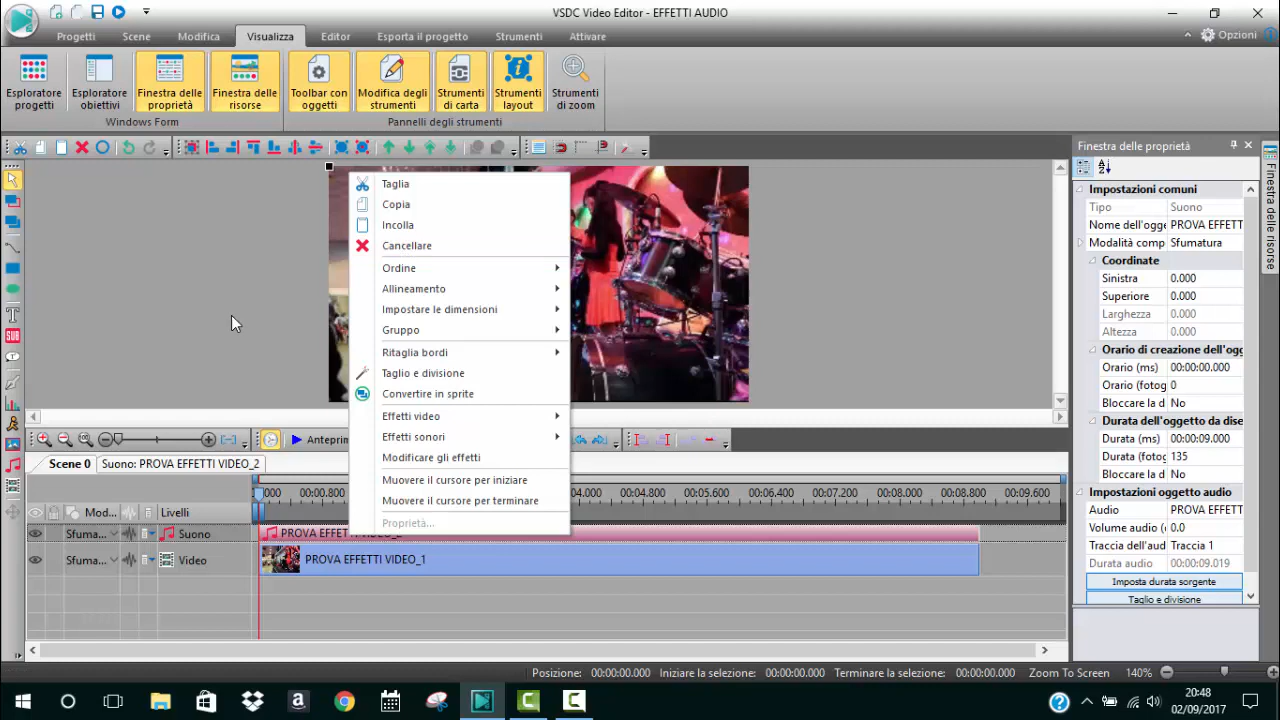 VSDC Video Editor - EFFETTI AUDIO
Progetti
Scene
Modifica
Visualizza
Editor
Esporta il progetto
Strumenti
Attivare
Opzioni
Esploratore progetti
Esploratore obiettivi
Finestra delle proprietà
Finestra delle risorse
Toolbar con oggetti
Modifica degli strumenti
Strumenti di carta
Strumenti layout
Strumenti di zoom
Windows Form
Pannelli degli strumenti
Taglia
Copia
Incolla
Cancellare
Ordine
Allineamento
Impostare le dimensioni
Gruppo
Ritaglia bordi
Taglio e divisione
Convertire in sprite
Effetti video
Effetti sonori
Modificare gli effetti
Muovere il cursore per iniziare
Muovere il cursore per terminare
Proprietà...
Finestra delle proprietà
Impostazioni comuni
Tipo Suono
Nome dell'ogge PROVA EFFETT
Modalità comp Sfumatura
Coordinate
Sinistra 0.000
Superiore 0.000
Larghezza 0.000
Altezza 0.000
Orario di creazione dell'ogg
Orario (ms) 00:00:00.000
Orario (fotog 0
Bloccare la d No
Durata dell'oggetto da dise
Durata (ms) 00:00:09.000
Durata (foto 135
Bloccare la d No
Impostazioni oggetto audio
Audio PROVA EFFETT
Volume audio ( 0.0
Traccia dell'aud Traccia 1
Durata audio 00:00:09.019
Imposta durata sorgente
Taglio e divisione
Finestra delle risorse
SUB
Anteprim
Scene 0
Suono: PROVA EFFETTI VIDEO_2
000 00:00.800 04.000 00:04.800 00:05.600 00:06.400 00:07.200 00:08.000 00:08.800 00:09.600
Mod... Livelli
Sfuma... Suono PROVA EFFET
Sfuma... Video PROVA EFFETTI VIDEO_1
Posizione: 00:00:00.000 Iniziare la selezione: 00:00:00.000 Terminare la selezione: 00:00:00.000 Zoom To Screen 140%
20:48
02/09/2017